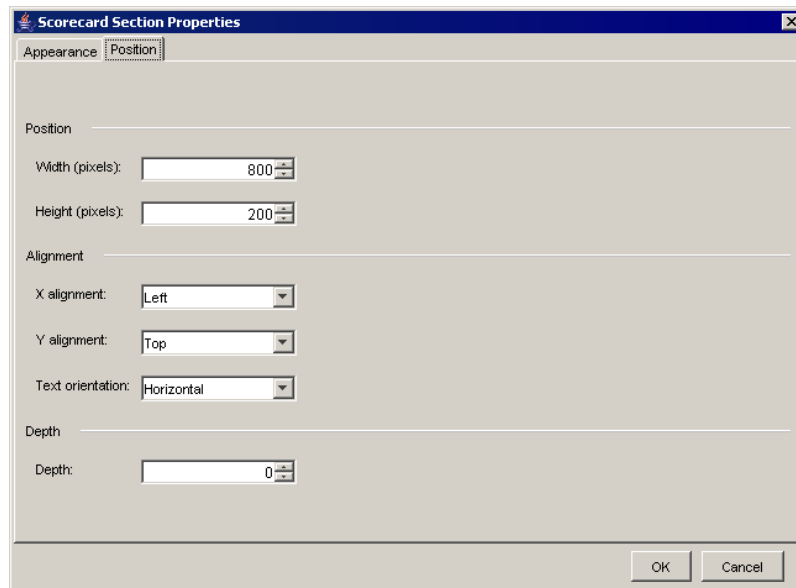 Scorecard Section Properties
Appearance Position
Position
Width (pixels): 800
Height (pixels): 200
Alignment
X alignment: Left
Y alignment: Top
Text orientation: Horizontal
Depth
Depth: 0
OK Cancel